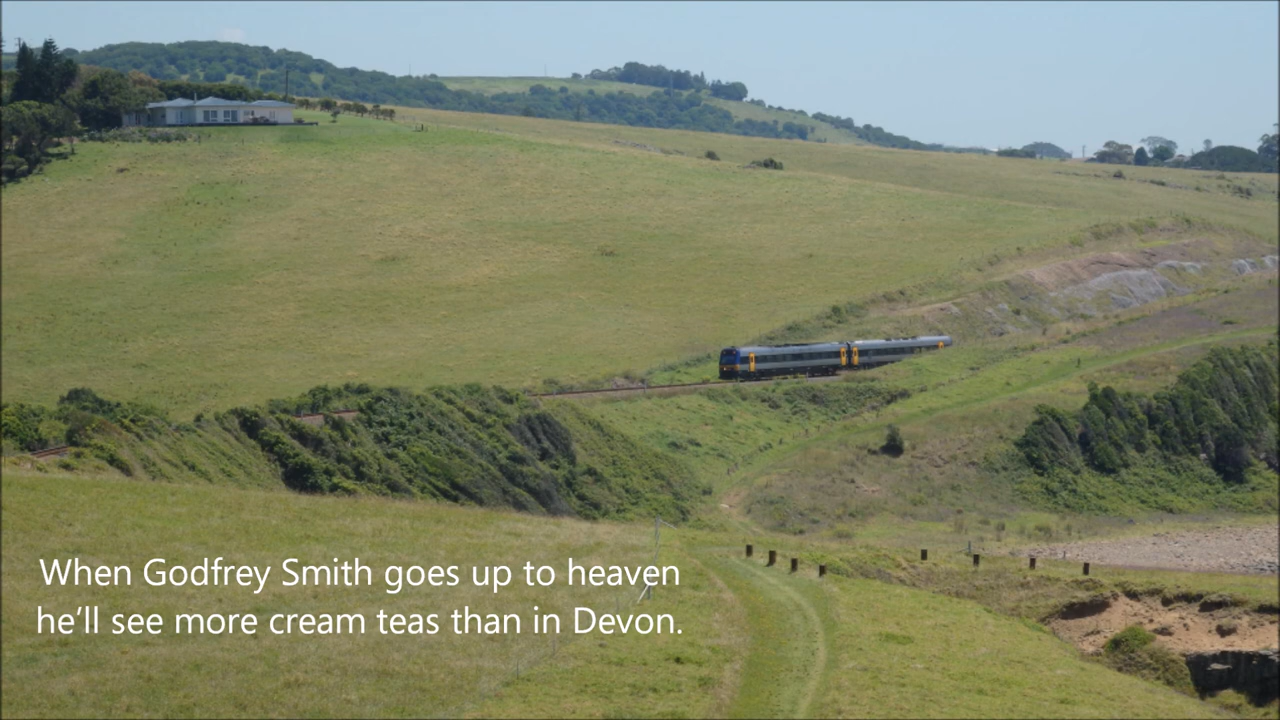 When Godfrey Smith goes up to heaven
he’ll see more cream teas than in Devon.